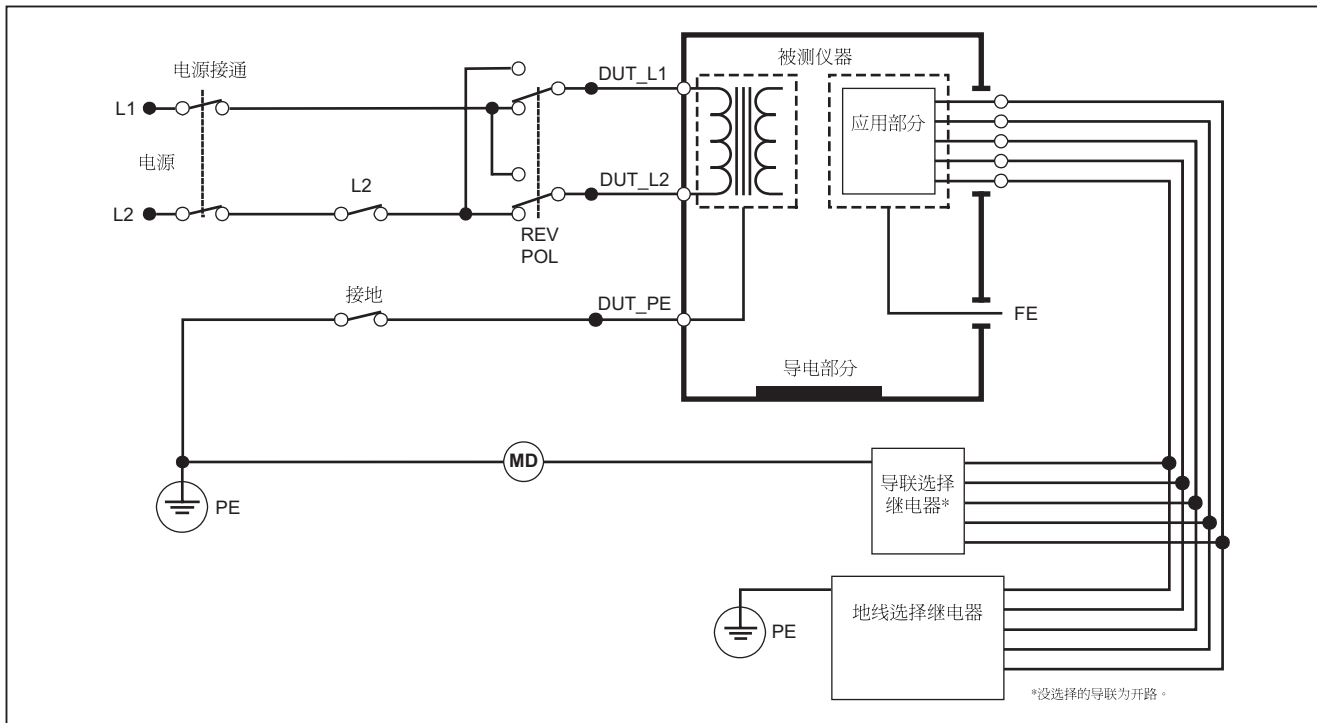 电源接通
L1
电源
L2
L2
REV
POL
DUT_L1
被测仪器
应用部分
DUT_L2
接地
DUT_PE
FE
导电部分
MD
PE
导联选择
继电器*
PE
地线选择继电器
*没选择的导联为开路。